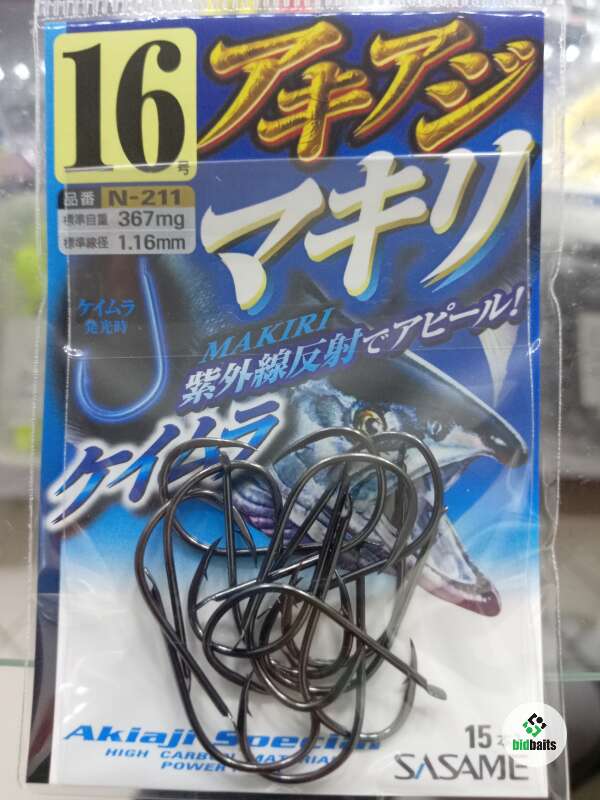 16号
アキアジ
マキリ
品番 N-211
標準自重 367mg
標準線径 1.16mm
ケイムラ
発光時
MAKIRI
紫外線反射でアピール!
ケイムラ
Akiaji Special
HIGH CARBON MATERIAL
POWER
15
SASAME
bidbaits